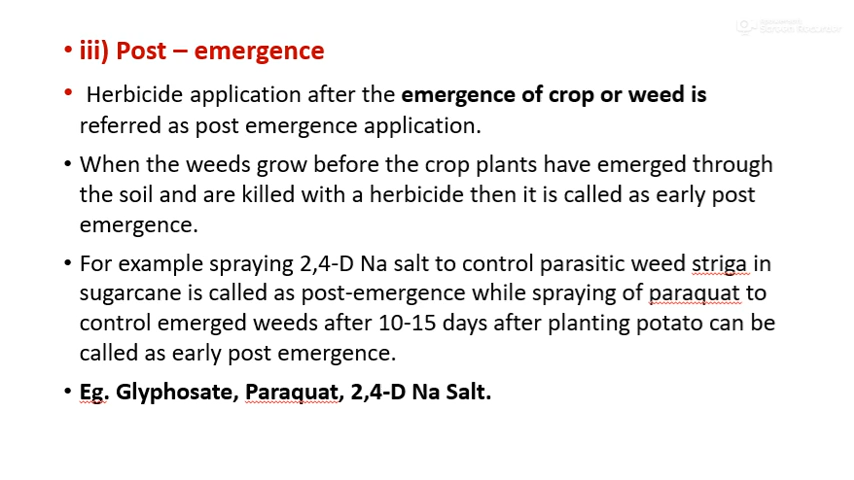 • iii) Post – emergence
• Herbicide application after the emergence of crop or weed is
referred as post emergence application.
• When the weeds grow before the crop plants have emerged through
the soil and are killed with a herbicide then it is called as early post
emergence.
• For example spraying 2,4-D Na salt to control parasitic weed striga in
sugarcane is called as post-emergence while spraying of paraquat to
control emerged weeds after 10-15 days after planting potato can be
called as early post emergence.
• Eg. Glyphosate, Paraquat, 2,4-D Na Salt.